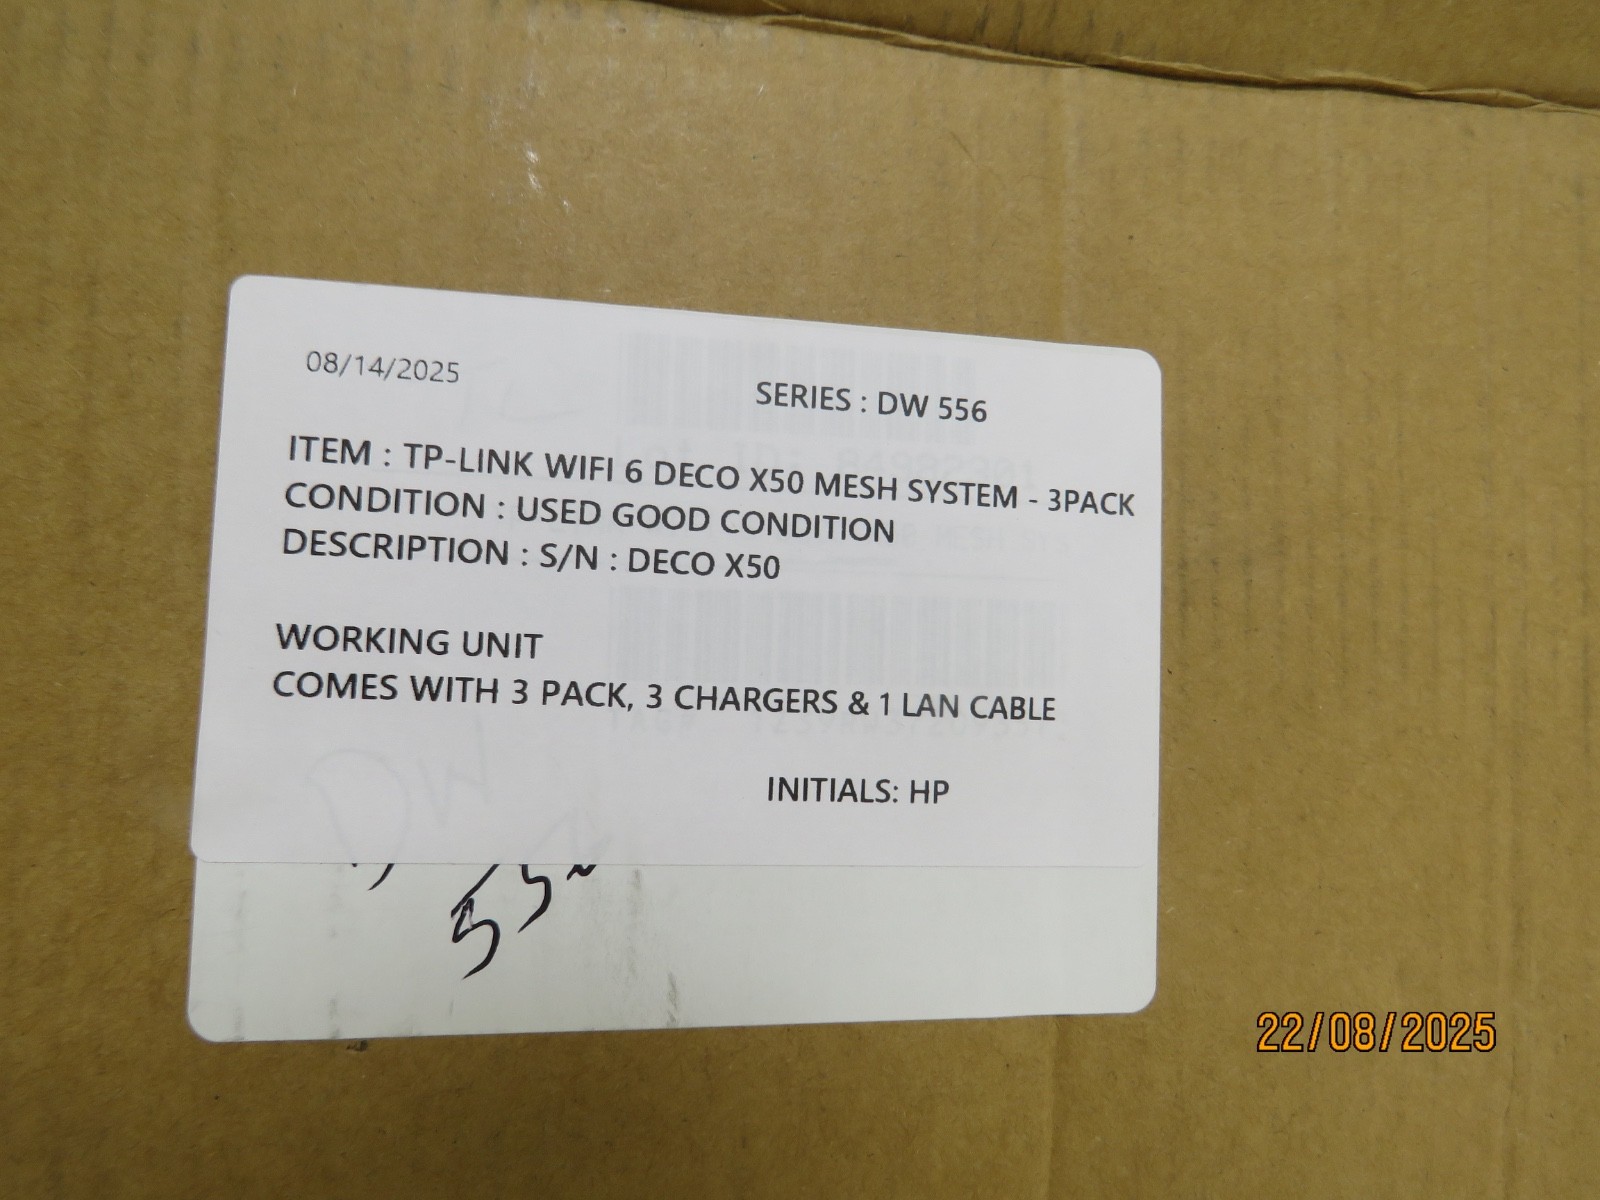 08/14/2025
SERIES : DW 556
ITEM : TP-LINK WIFI 6 DECO X50 MESH SYSTEM - 3PACK
CONDITION : USED GOOD CONDITION
DESCRIPTION : S/N : DECO X50
WORKING UNIT
COMES WITH 3 PACK, 3 CHARGERS & 1 LAN CABLE
INITIALS: HP
22/08/2025